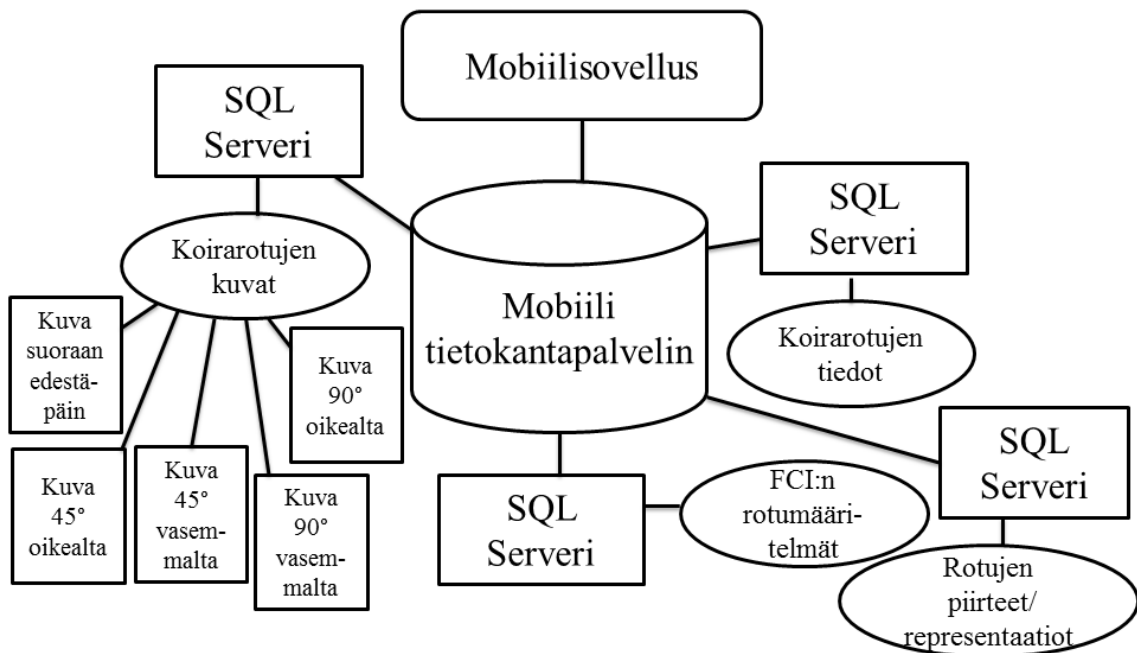 Mobiilisovellus
SQL
Serveri
Koirarotujen
kuvat
Kuva
suoraan
edestä-
päin
Kuva
45°
oikealta
Kuva
45°
vasem-
malta
Kuva
90°
vasem-
malta
Kuva
90°
oikealta
Mobiili
tietokantapalvelin
SQL
Serveri
Koirarotujen
tiedot
SQL
Serveri
FCI:n
rotumääri-
telmät
SQL
Serveri
Rotujen
piirteet/
representaatiot